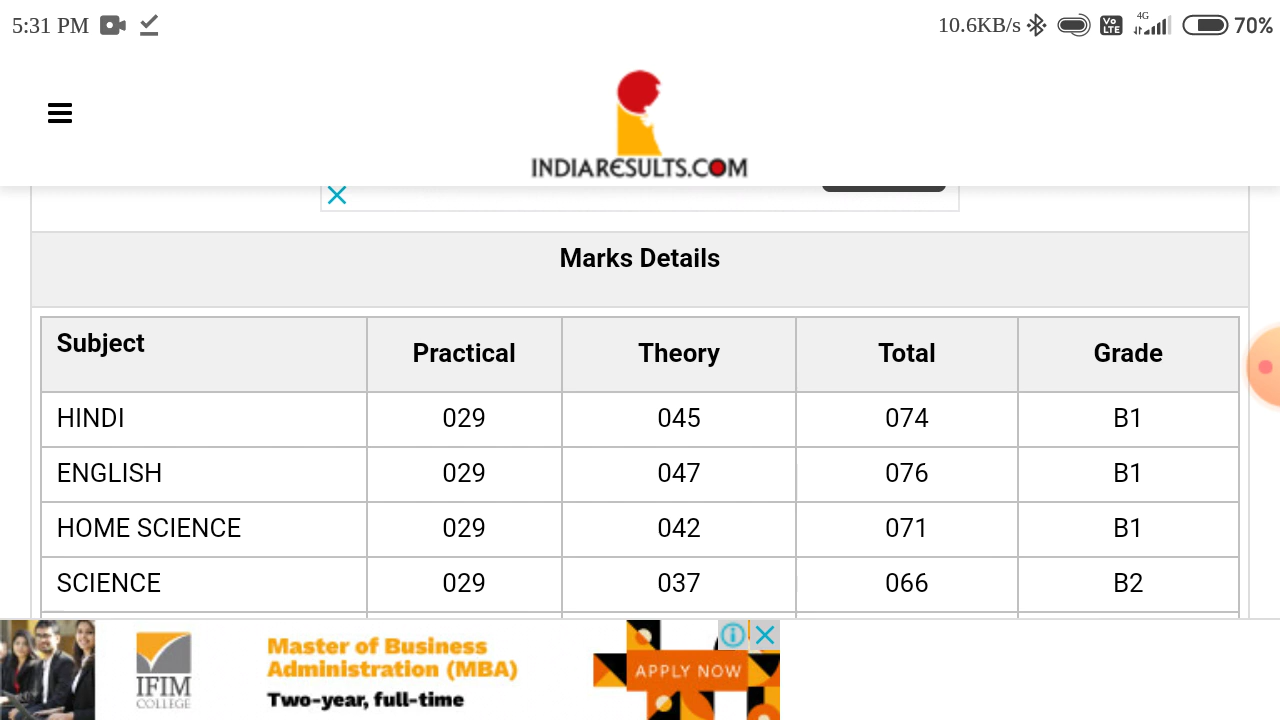 5:31 PM 10.6KB/s Vo LTE 4G 70%
INDIARESULTS.COM
Marks Details
Subject Practical Theory Total Grade
HINDI 029 045 074 B1
ENGLISH 029 047 076 B1
HOME SCIENCE 029 042 071 B1
SCIENCE 029 037 066 B2
IFIM
COLLEGE
Master of Business
Administration (MBA)
Two-year, full-time
APPLY NOW